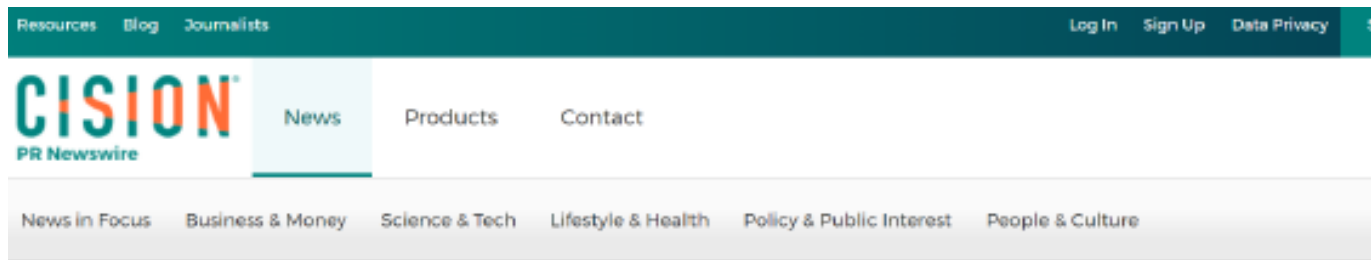 Resources Blog Journalists Log In Sign Up Data Privacy
CISION
PR Newswire
News Products Contact
News in Focus Business & Money Science & Tech Lifestyle & Health Policy & Public Interest People & Culture